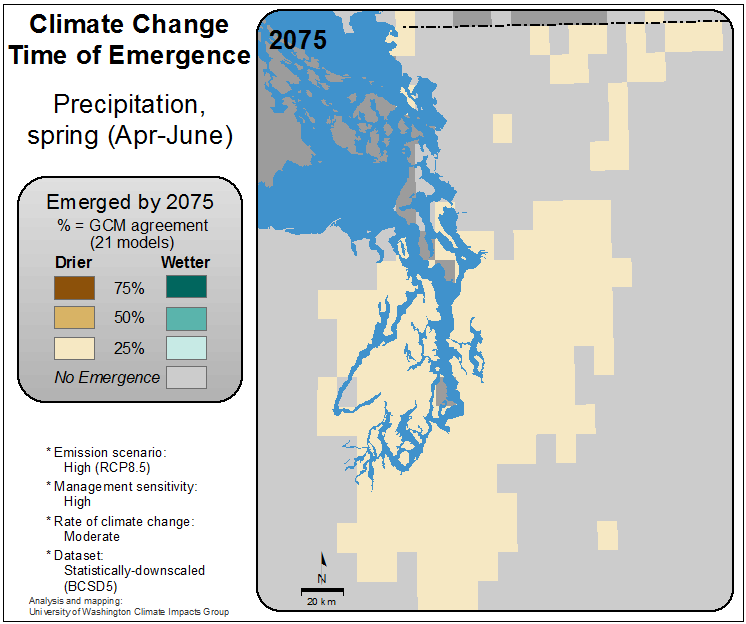 Climate Change
Time of Emergence
Precipitation,
spring (Apr-June)
Emerged by 2075
% = GCM agreement
(21 models)
Drier Wetter
75%
50%
25%
No Emergence
* Emission scenario:
High (RCP8.5)
* Management sensitivity:
High
* Rate of climate change:
Moderate
* Dataset:
Statistically-downscaled
(BCSD5)
Analysis and mapping:
University of Washington Climate Impacts Group
2075
N
20 km